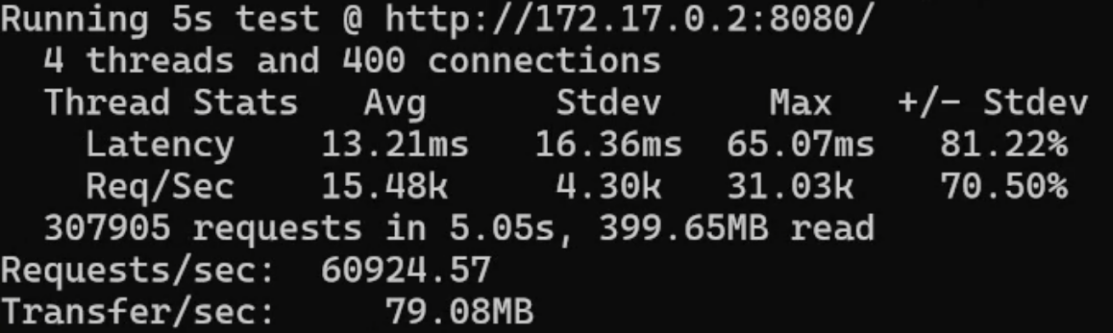 Running 5s test @ http://172.17.0.2:8080/
4 threads and 400 connections
Thread Stats Avg Stdev Max +/- Stdev
Latency 13.21ms 16.36ms 65.07ms 81.22%
Req/Sec 15.48k 4.30k 31.03k 70.50%
307905 requests in 5.05s, 399.65MB read
Requests/sec: 60924.57
Transfer/sec: 79.08MB